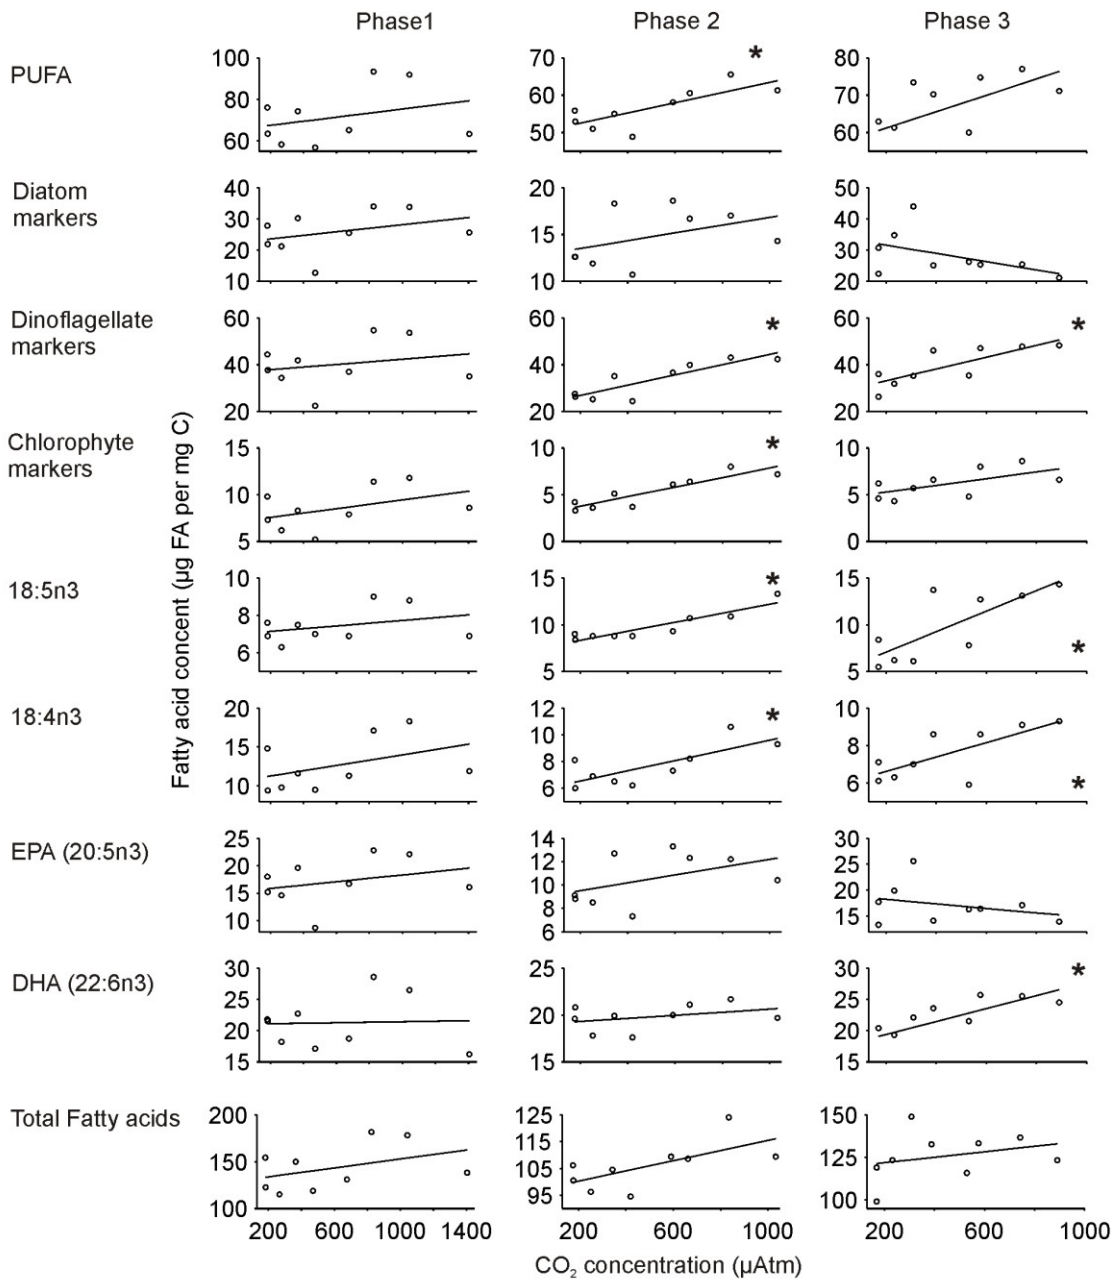 Phase1 Phase 2 Phase 3
PUFA
100 80 60
70 60 50 *
80 70 60
Diatom
markers
40 30 20 10
20 15 10
50 40 30 20
Dinoflagellate
markers
60 40 20
60 40 20 *
60 40 20 *
Chlorophyte
markers
15 10 5
10 5 0 *
10 5 0
18:5n3
10 8 6
15 10 5 *
15 10 5 *
18:4n3
20 15 10
12 10 8 6 *
10 8 6 *
EPA (20:5n3)
25 20 15 10
14 12 10 8 6
30 20 15
DHA (22:6n3)
30 25 20 15
25 20 15
30 25 20 15 *
Total Fatty acids
200 150 100
125 115 105 95
150 125 100
200 600 1000 1400
200 600 1000
200 600 1000
Fatty acid concent (µg FA per mg C)
CO₂ concentration (µAtm)